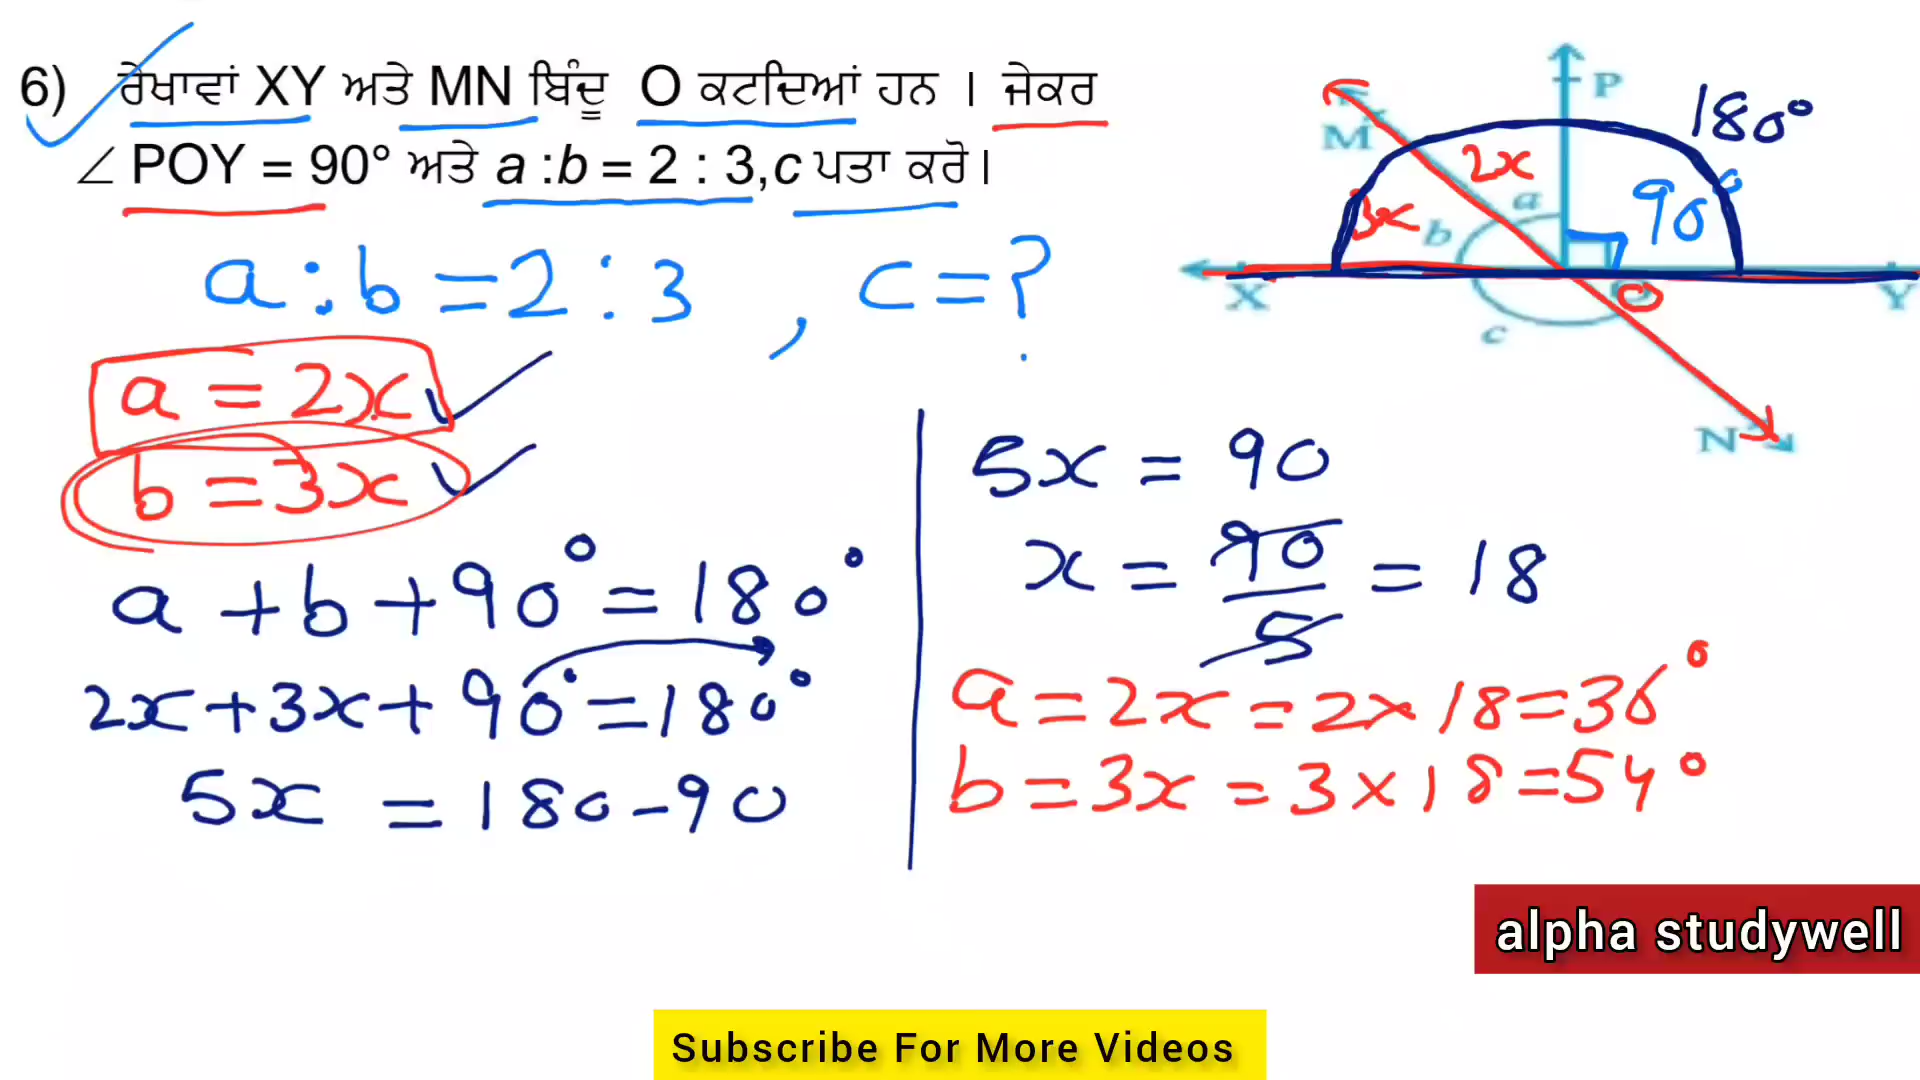 6) ਰੇਖਾਵਾਂ XY ਅਤੇ MN ਬਿੰਦੂ O ਕਟਦਿਆਂ ਹਨ । ਜੇਕਰ
∠ POY = 90° ਅਤੇ a :b = 2 : 3,c ਪਤਾ ਕਰੋ।
a : b = 2 : 3 , c = ?
a = 2x
b = 3x
a + b + 90° = 180°
2x + 3x + 90° = 180°
5x = 180 - 90
5x = 90
x = 90/5 = 18
a = 2x = 2 × 18 = 36°
b = 3x = 3 × 18 = 54°
P
180°
M
2x
90°
3x
a
b
X
O
Y
c
N
alpha studywell
Subscribe For More Videos